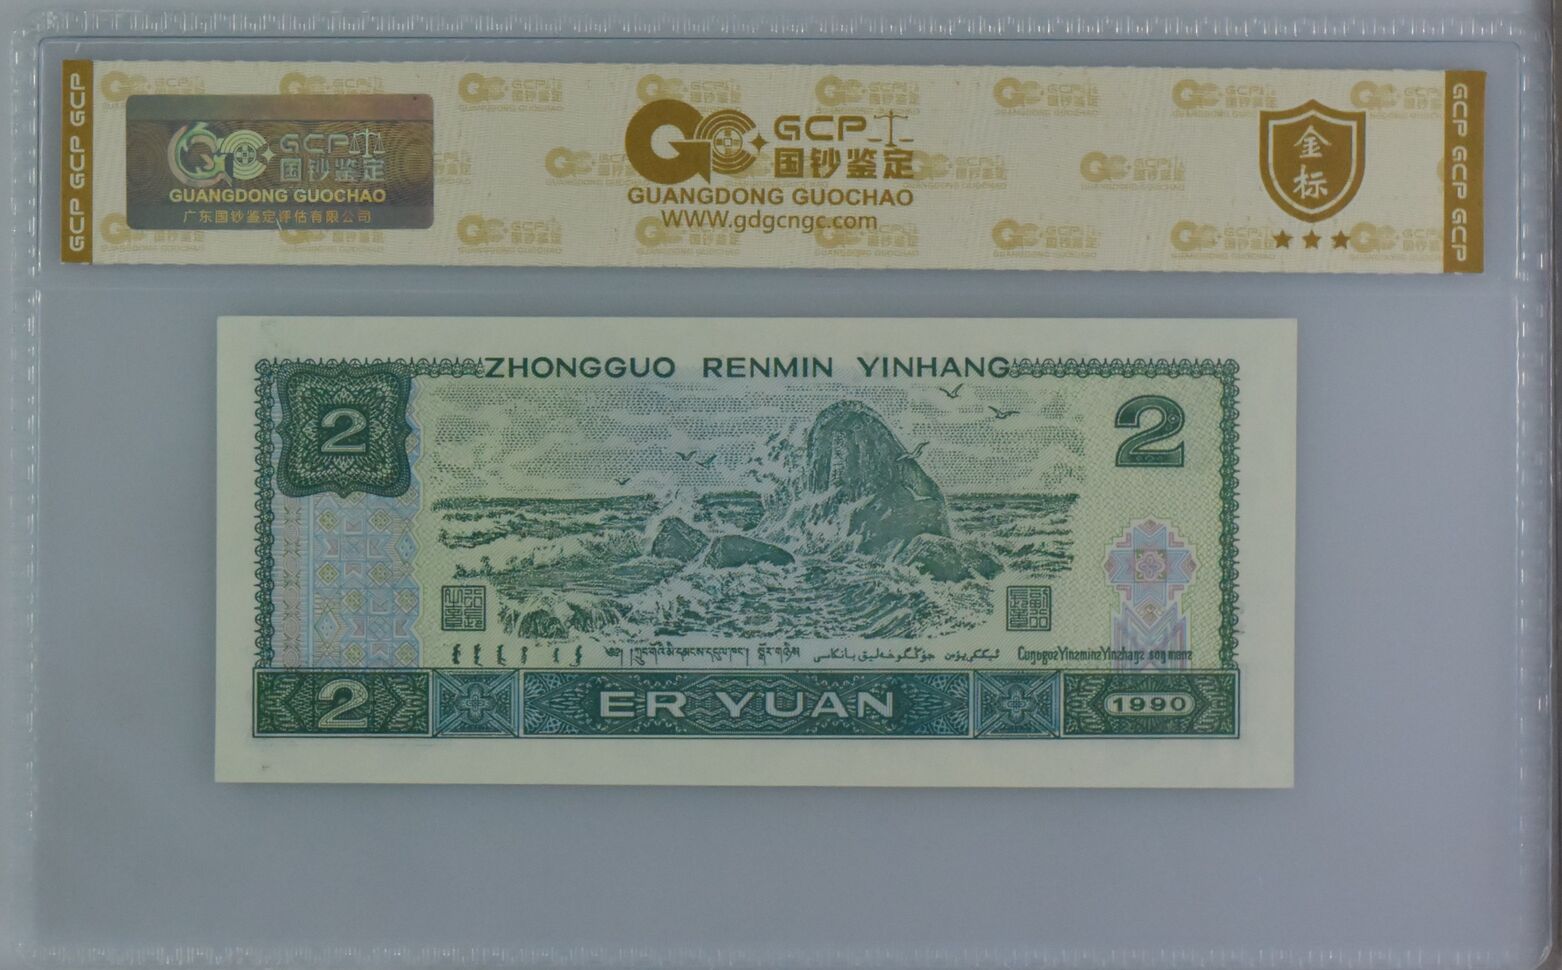 GCP GCP GCP
GCP
国钞鉴定
GUANGDONG GUOCHAO
广东国钞鉴定评估有限公司
GCP
国钞鉴定
GUANGDONG GUOCHAO
WWW.gdgcngc.com
金标
GCP GCP GCP
ZHONGGUO RENMIN YINHANG
2
2
2
ER YUAN
1990